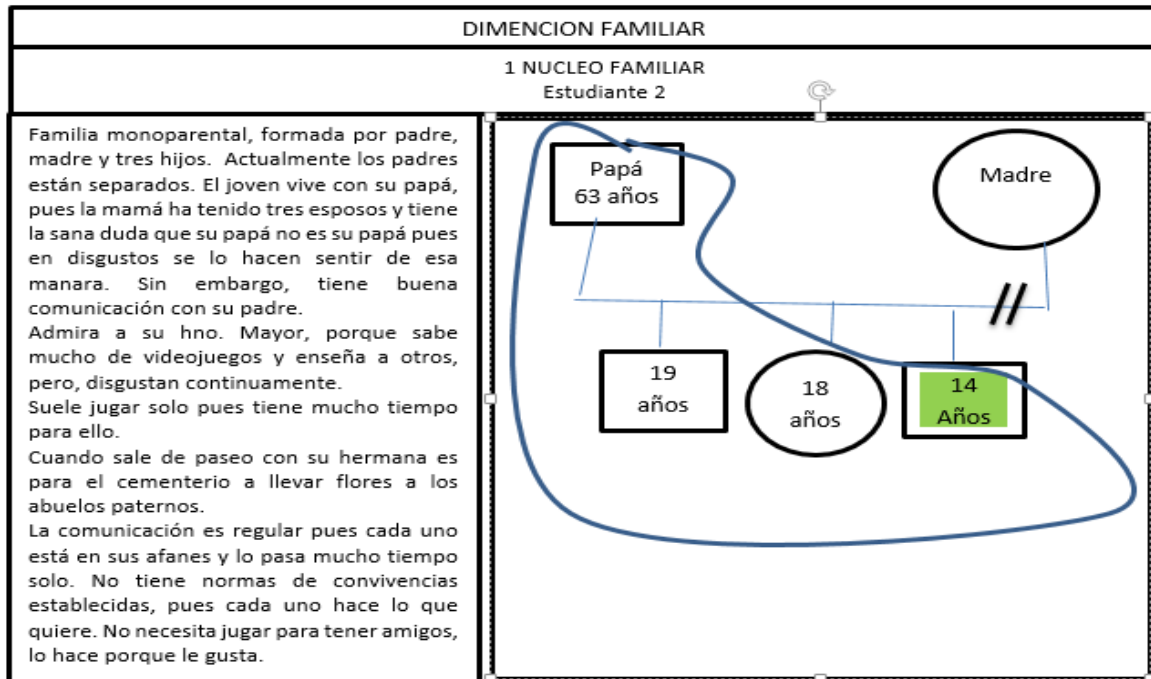 DIMENCION FAMILIAR
1 NUCLEO FAMILIAR
Estudiante 2
Familia monoparental, formada por padre,
madre y tres hijos. Actualmente los padres
están separados. El joven vive con su papá,
pues la mamá ha tenido tres esposos y tiene
la sana duda que su papá no es su papá pues
en disgustos se lo hacen sentir de esa
manara. Sin embargo, tiene buena
comunicación con su padre.
Admira a su hno. Mayor, porque sabe
mucho de videojuegos y enseña a otros,
pero, disgustan continuamente.
Suele jugar solo pues tiene mucho tiempo
para ello.
Cuando sale de paseo con su hermana es
para el cementerio a llevar flores a los
abuelos paternos.
La comunicación es regular pues cada uno
está en sus afanes y lo pasa mucho tiempo
solo. No tiene normas de convivencias
establecidas, pues cada uno hace lo que
quiere. No necesita jugar para tener amigos,
lo hace porque le gusta.
Papá
63 años
Madre
19
años
18
años
14
Años